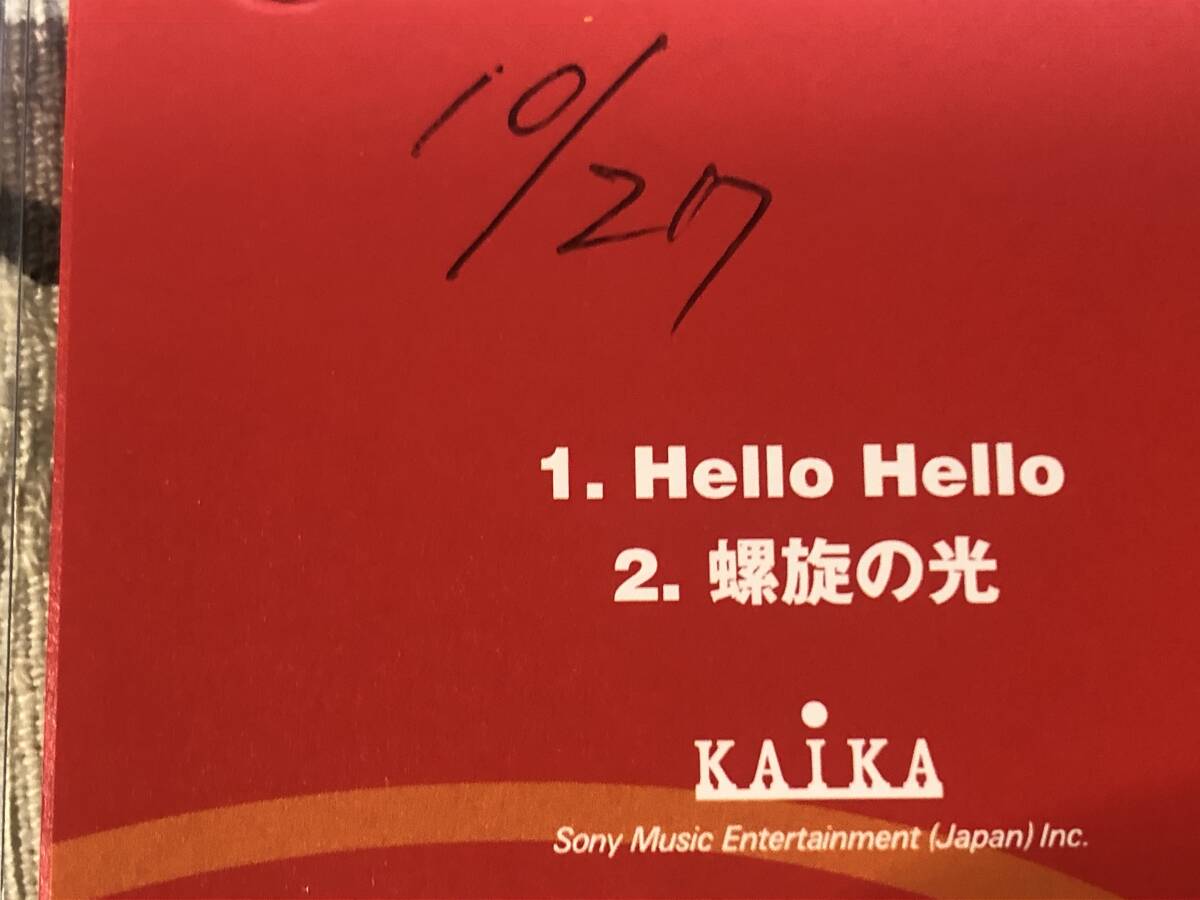 10/27
1. Hello Hello
2. 螺旋の光
KAiKA
Sony Music Entertainment (Japan) Inc.